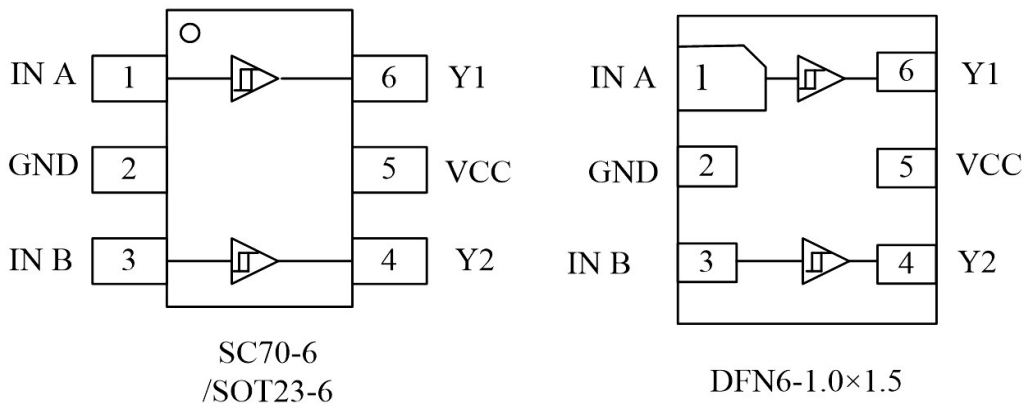 IN A 1 6 Y1
GND 2 5 VCC
IN B 3 4 Y2
SC70-6
/SOT23-6
IN A 1 6 Y1
GND 2 5 VCC
IN B 3 4 Y2
DFN6-1.0×1.5